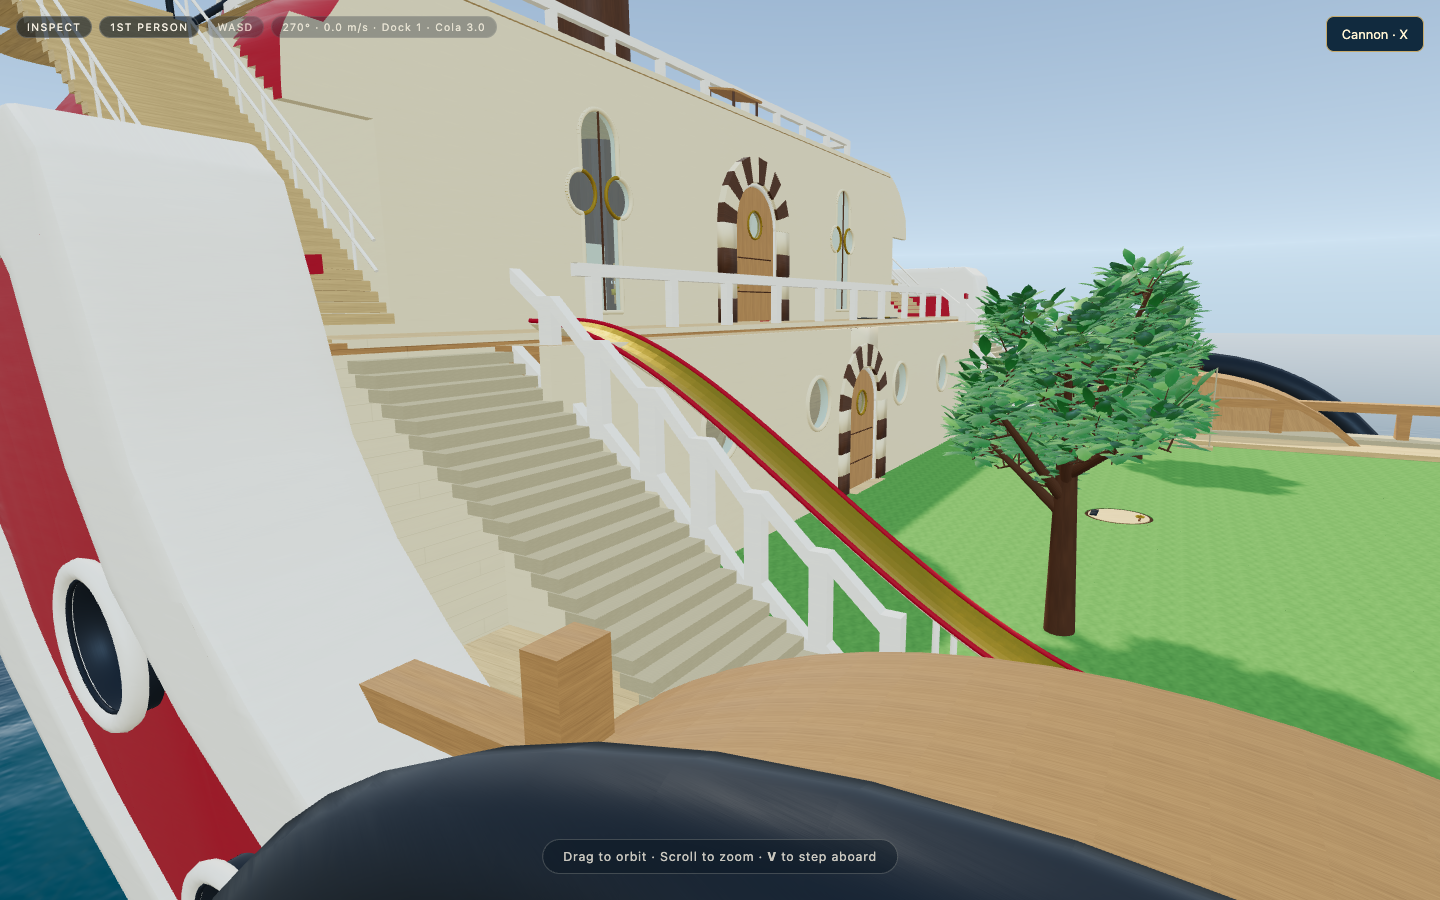 INSPECT
1ST PERSON
WASD
270° · 0.0 m/s · Dock 1 · Cola 3.0
Cannon · X
Drag to orbit · Scroll to zoom · V to step aboard